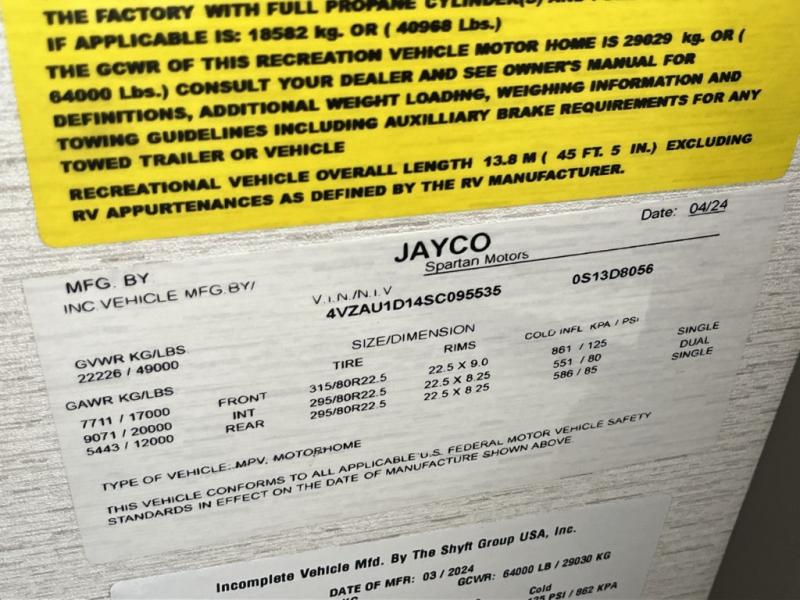 THE FACTORY WITH FULL PROPANE CYLINDER(S) AND
IF APPLICABLE IS: 18582 kg. OR ( 40968 Lbs.)
THE GCWR OF THIS RECREATION VEHICLE MOTOR HOME IS 29029 kg. OR (
64000 Lbs.) CONSULT YOUR DEALER AND SEE OWNER'S MANUAL FOR
DEFINITIONS, ADDITIONAL WEIGHT LOADING, WEIGHING INFORMATION AND
TOWING GUIDELINES INCLUDING AUXILLIARY BRAKE REQUIREMENTS FOR ANY
TOWED TRAILER OR VEHICLE
RECREATIONAL VEHICLE OVERALL LENGTH 13.8 M ( 45 FT. 5 IN.) EXCLUDING
RV APPURTENANCES AS DEFINED BY THE RV MANUFACTURER.
Date: 04/24
MFG. BY JAYCO
INC.VEHICLE MFG.BY/ Spartan Motors
V.I.N./N.I.V
4VZAU1D14SC095535 0S13D8056
GVWR KG/LBS SIZE/DIMENSION
22226 / 49000 TIRE RIMS COLD INFL KPA / PSI
GAWR KG/LBS
7711 / 17000 FRONT 315/80R22.5 22.5 X 9.0 861 / 125 SINGLE
9071 / 20000 INT 295/80R22.5 22.5 X 8.25 551 / 80 DUAL
5443 / 12000 REAR 295/80R22.5 22 5 X 8.25 586 / 85 SINGLE
TYPE OF VEHICLE: MPV, MOTORHOME
THIS VEHICLE CONFORMS TO ALL APPLICABLE U.S. FEDERAL MOTOR VEHICLE SAFETY
STANDARDS IN EFFECT ON THE DATE OF MANUFACTURE SHOWN ABOVE.
Incomplete Vehicle Mfd. By The Shyft Group USA, Inc.
DATE OF MFR: 03 / 2024 GCWR: 64000 LB / 29030 KG
Cold
PSI / 862 KPA